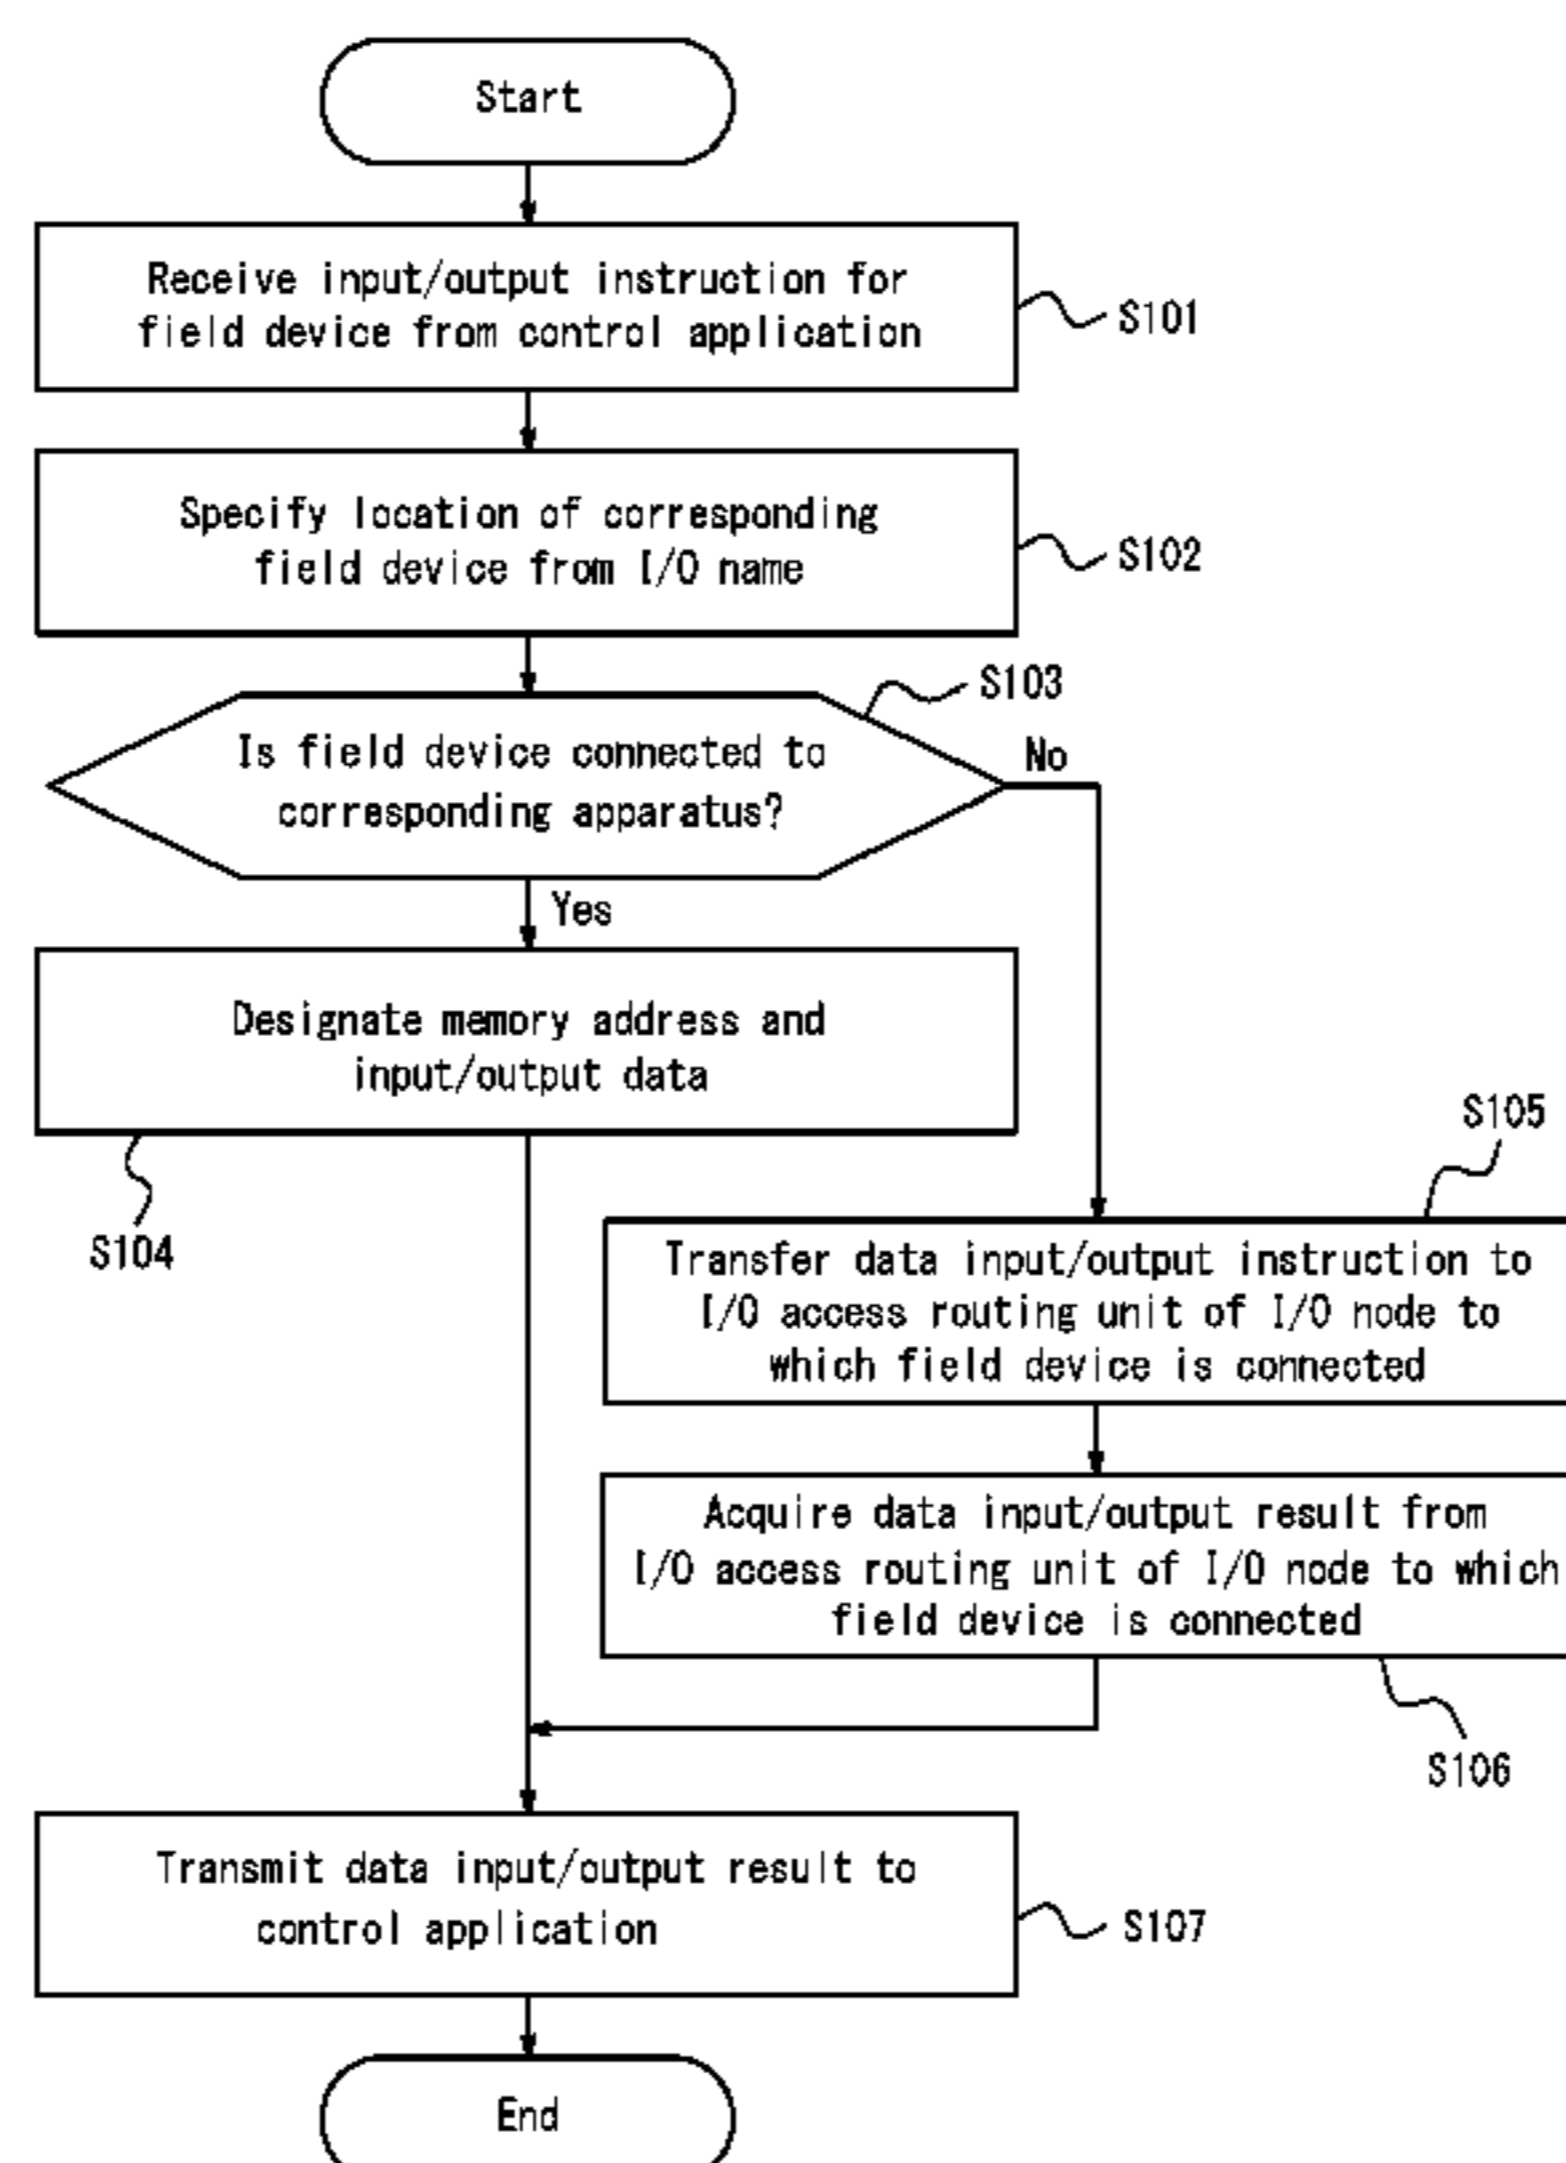 Start
Receive input/output instruction for
field device from control application
S101
Specify location of corresponding
field device from I/O name
S102
S103
Is field device connected to
corresponding apparatus?
No
Yes
Designate memory address and
input/output data
S104
S105
Transfer data input/output instruction to
I/O access routing unit of I/O node to
which field device is connected
Acquire data input/output result from
I/O access routing unit of I/O node to which
field device is connected
S106
Transmit data input/output result to
control application
S107
End